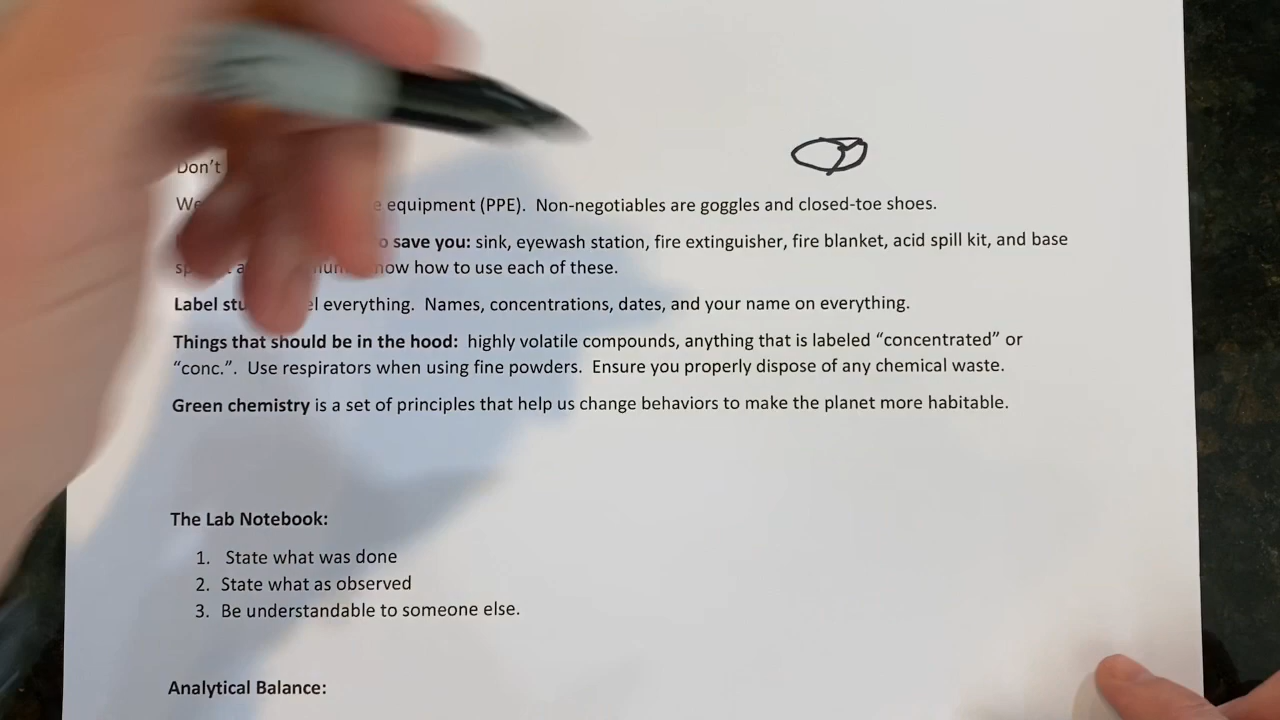 Don't
equipment (PPE). Non-negotiables are goggles and closed-toe shoes.
save you: sink, eyewash station, fire extinguisher, fire blanket, acid spill kit, and base
how to use each of these.
Label everything. Names, concentrations, dates, and your name on everything.
Things that should be in the hood: highly volatile compounds, anything that is labeled “concentrated” or
“conc.”. Use respirators when using fine powders. Ensure you properly dispose of any chemical waste.
Green chemistry is a set of principles that help us change behaviors to make the planet more habitable.
The Lab Notebook:
1. State what was done
2. State what as observed
3. Be understandable to someone else.
Analytical Balance: